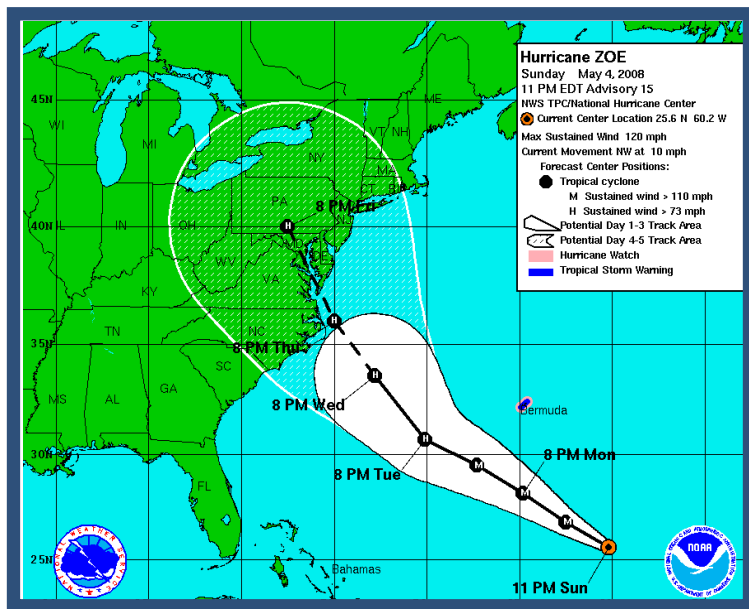 Hurricane ZOE
Sunday May 4, 2008
11 PM EDT Advisory 15
NWS TPC/National Hurricane Center
Current Center Location 25.6 N 60.2 W
Max Sustained Wind 120 mph
Current Movement NW at 10 mph
Forecast Center Positions:
Tropical cyclone
M Sustained wind > 110 mph
H Sustained wind > 73 mph
Potential Day 1-3 Track Area
Potential Day 4-5 Track Area
Hurricane Watch
Tropical Storm Warning
45N
ME
WI
MI
VT
NH
NY
MA
CT
PA
8 PM Fri
H
NJ
40N
IL
IN
OH
MD
DE
WV
VA
KY
H
8 PM Thu
35N
TN
NC
SC
H
8 PM Wed
MS
AL
GA
Bermuda
H
8 PM Tue
30N
M
8 PM Mon
M
FL
M
25N
11 PM Sun
Bahamas
NATIONAL WEATHER SERVICE
NOAA